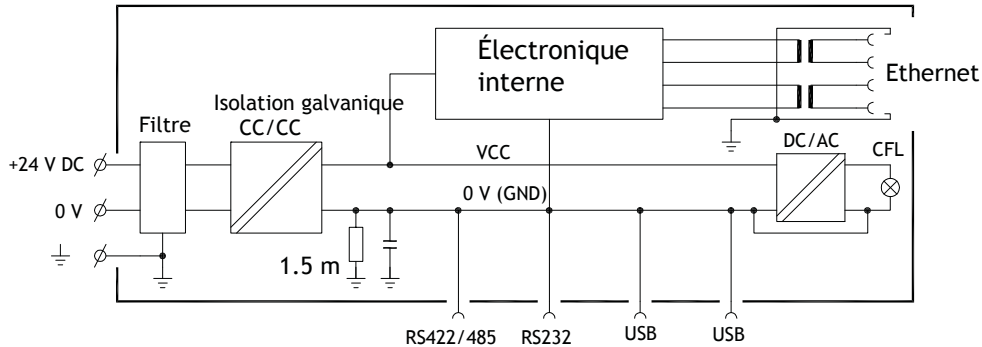 Électronique
interne
Ethernet
Isolation galvanique
CC/CC
Filtre
DC/AC
CFL
+24 V DC
VCC
0 V
0 V (GND)
1.5 m
RS422/485
RS232
USB
USB